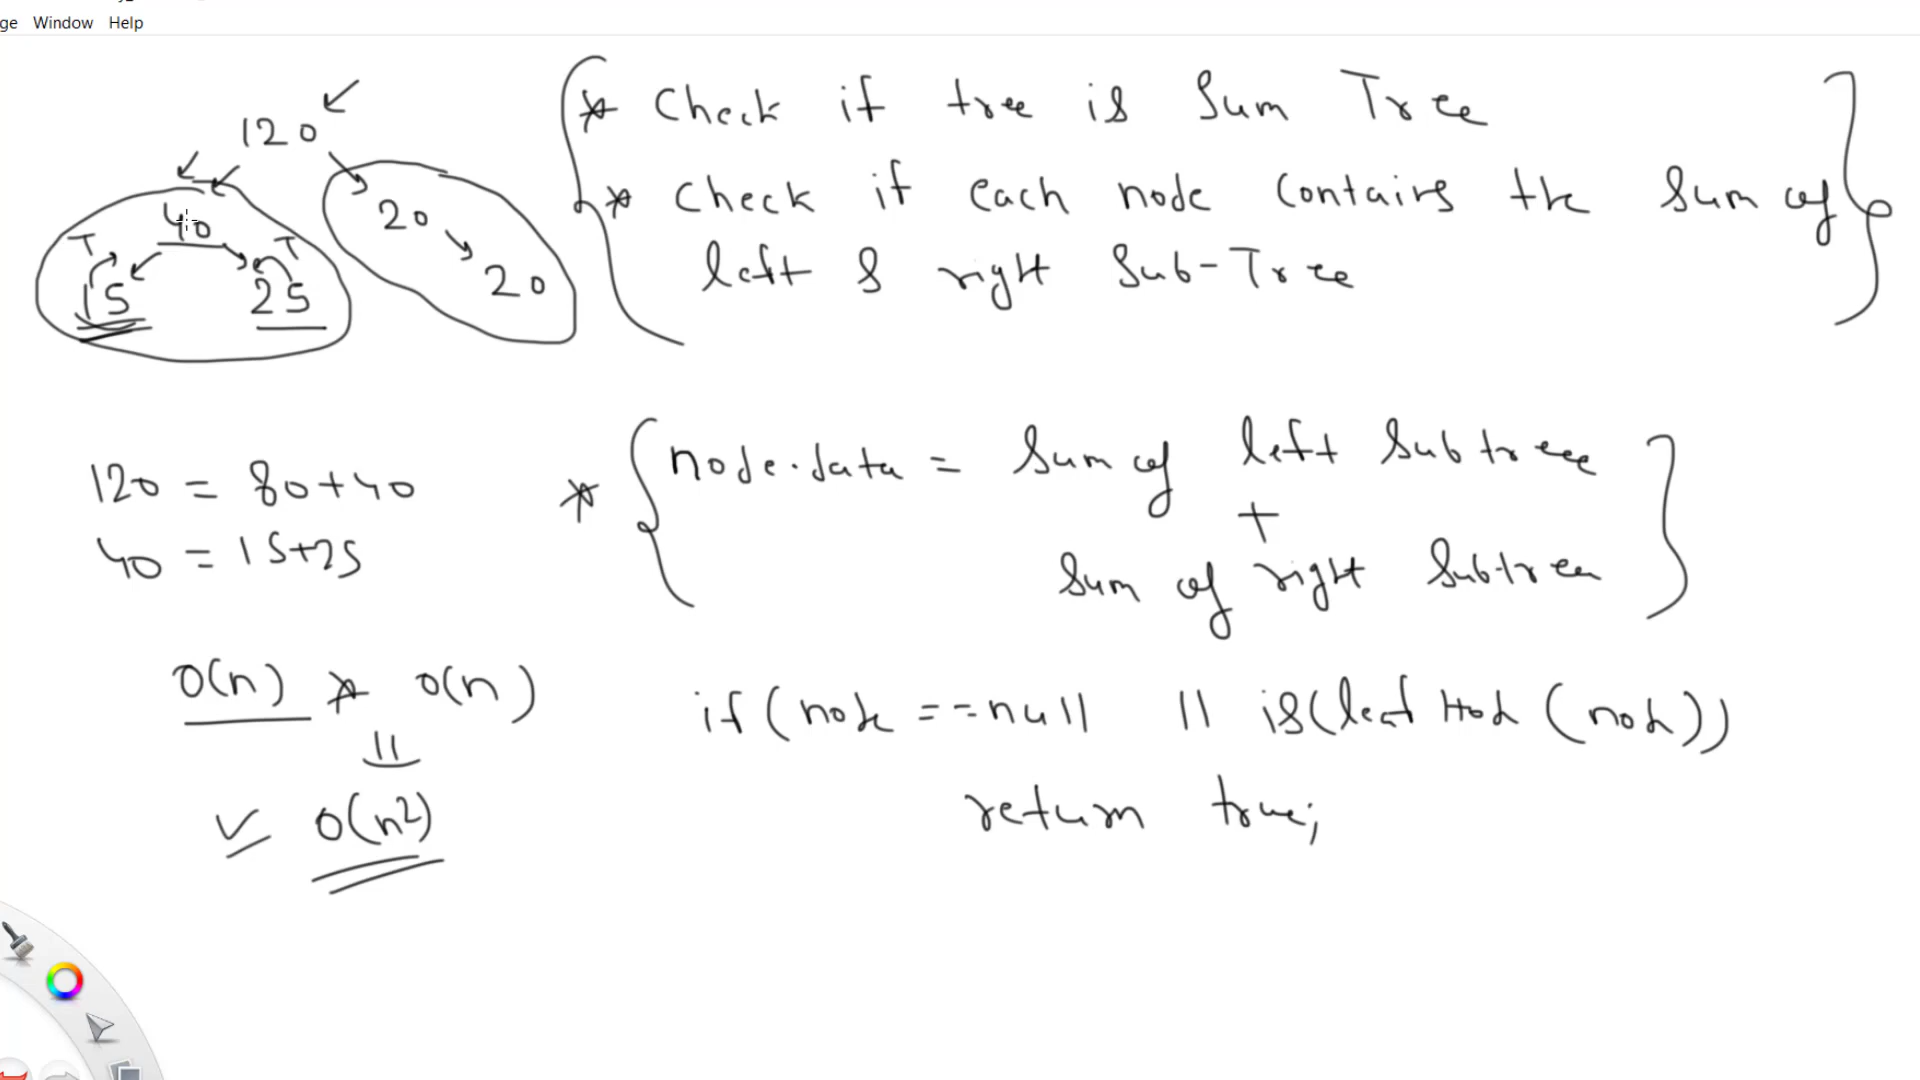 ge Window Help
120
40 20
T T
15 25 20
* Check if tree is Sum Tree
* Check if each node contains the sum of
left & right Sub-Tree
120 = 80+40
40 = 15+25
* node.data = Sum of left subtree
+
Sum of right subtree
O(n) * O(n)
=
O(n2)
if (node ==null || is(leaf Nod (node))
return true;